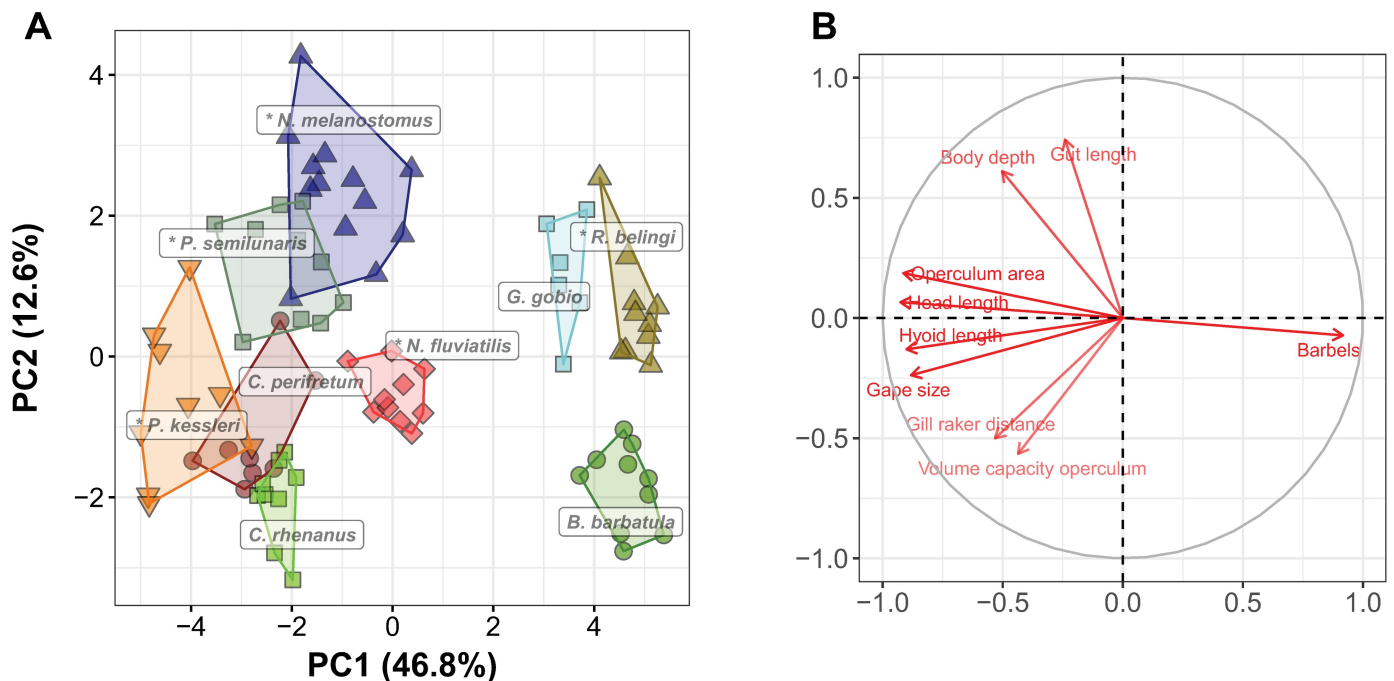 A
* N. melanostomus
* P. semilunaris
* R. belingi
G. gobio
* N. fluviatilis
C. perifretum
* P. kessleri
C. rhenanus
B. barbatula
4
2
0
−2
PC2 (12.6%)
−4
−2
0
2
4
PC1 (46.8%)
B
1.0
0.5
0.0
−0.5
−1.0
Body depth
Gut length
Operculum area
Head length
Hyoid length
Barbels
Gape size
Gill raker distance
Volume capacity operculum
−1.0
−0.5
0.0
0.5
1.0